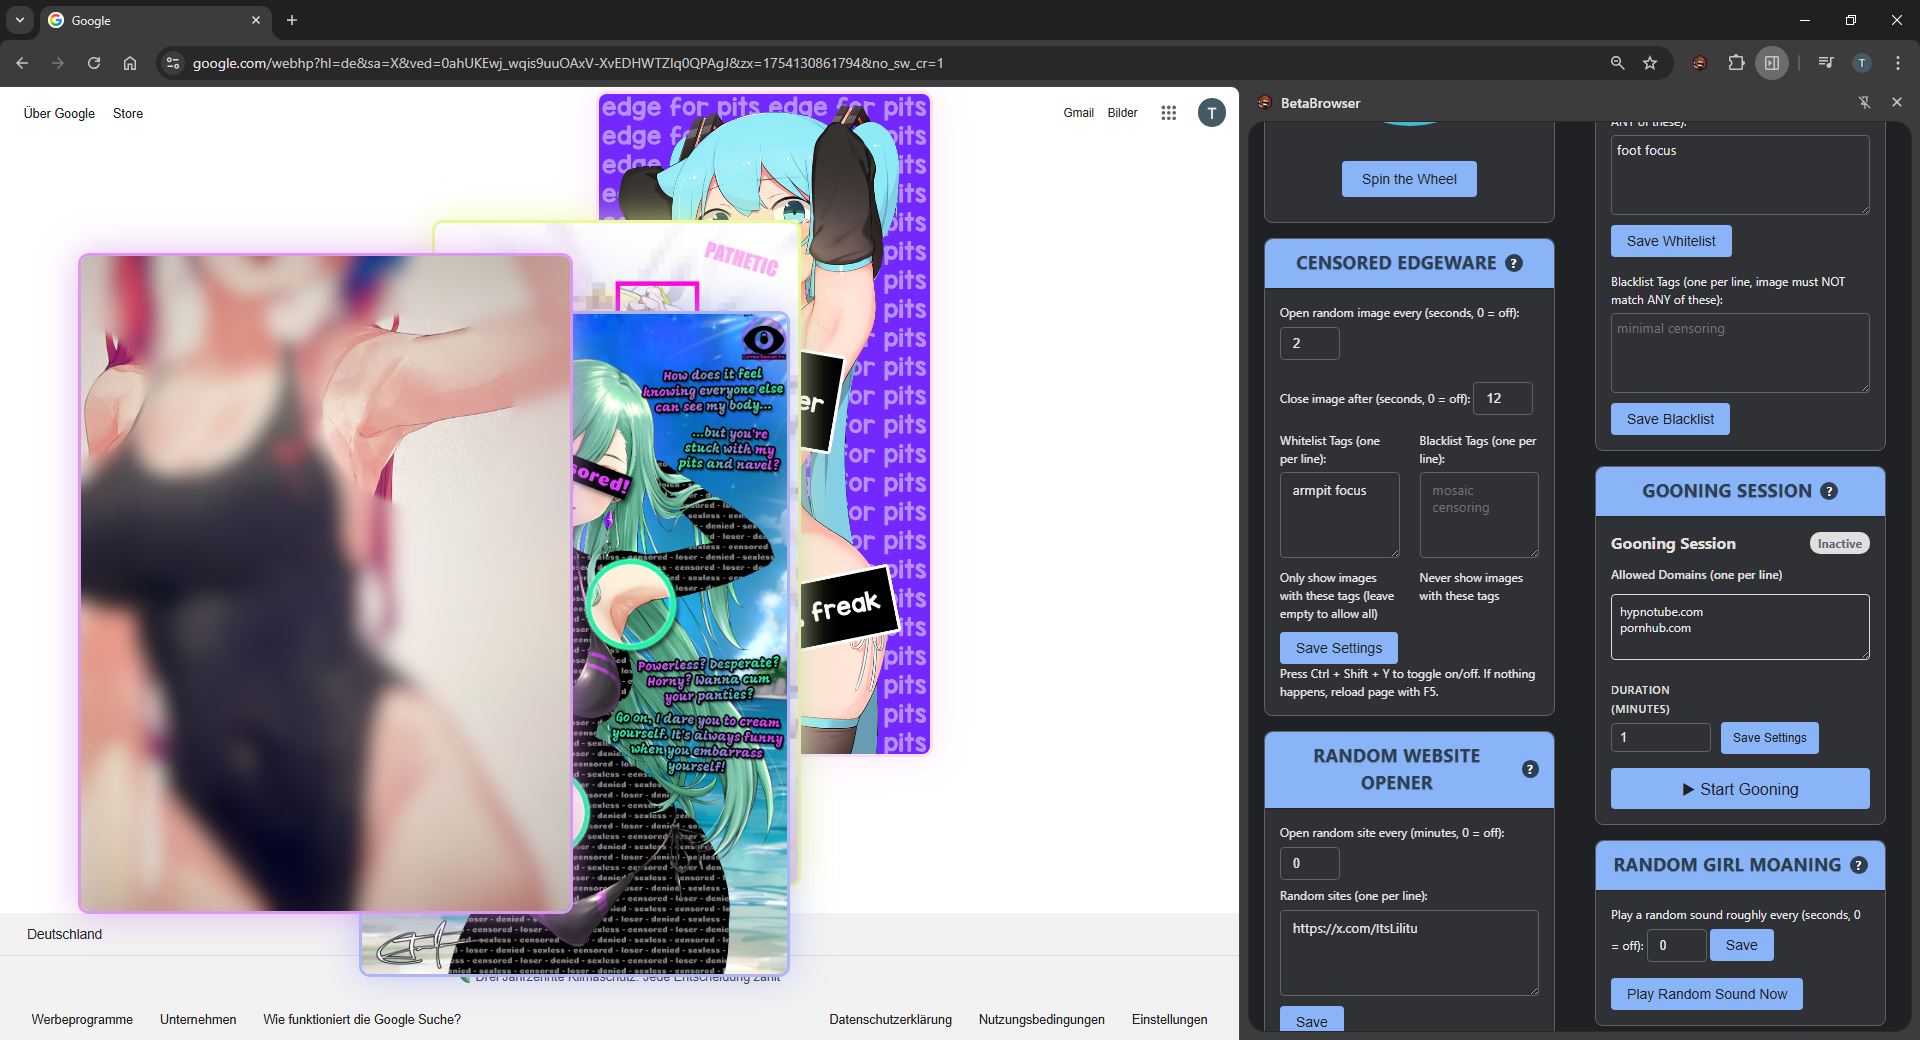 Google
google.com/webhp?hl=de&sa=X&ved=0ahUKEwj_wqis9uuOAxV-XvEDHWTZIq0QPAgJ&zx=1754130861794&no_sw_cr=1
T
Über Google
Store
Gmail
Bilder
T
edge for pits edge for pits
edge for pits
edge
pits
pits
PATHETIC
How does it feel
knowing everyone else
can see my body...
...but you're
stuck with my
pits and navel?
sored!
er
freak
Powerless? Desperate?
Horny? Wanna cum
your panties?
Go on, I dare you to cream
yourself. It's always funny
when you embarrass
yourself!
sexless - censored - loser - denied - sexless
Deutschland
Drei Jahrzehnte Klimaschutz: Jede Entscheidung zählt
Werbeprogramme
Unternehmen
Wie funktioniert die Google Suche?
Datenschutzerklärung
Nutzungsbedingungen
Einstellungen
BetaBrowser
Spin the Wheel
CENSORED EDGEWARE ?
Open random image every (seconds, 0 = off):
2
Close image after (seconds, 0 = off): 12
Whitelist Tags (one
per line):
armpit focus
Only show images
with these tags (leave
empty to allow all)
Blacklist Tags (one per
line):
mosaic
censoring
Never show images
with these tags
Save Settings
Press Ctrl + Shift + Y to toggle on/off. If nothing
happens, reload page with F5.
RANDOM WEBSITE
OPENER ?
Open random site every (minutes, 0 = off):
0
Random sites (one per line):
https://x.com/ItsLilitu
Save
ANY of these):
foot focus
Save Whitelist
Blacklist Tags (one per line, image must NOT
match ANY of these):
minimal censoring
Save Blacklist
GOONING SESSION ?
Gooning Session
Inactive
Allowed Domains (one per line)
hypnotube.com
pornhub.com
DURATION
(MINUTES)
1
Save Settings
▶ Start Gooning
RANDOM GIRL MOANING ?
Play a random sound roughly every (seconds, 0
= off): 0 Save
Play Random Sound Now